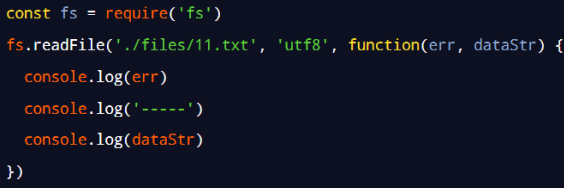 const fs = require('fs')
fs.readFile('./files/11.txt', 'utf8', function(err, dataStr) {
  console.log(err)
  console.log('-----')
  console.log(dataStr)
})